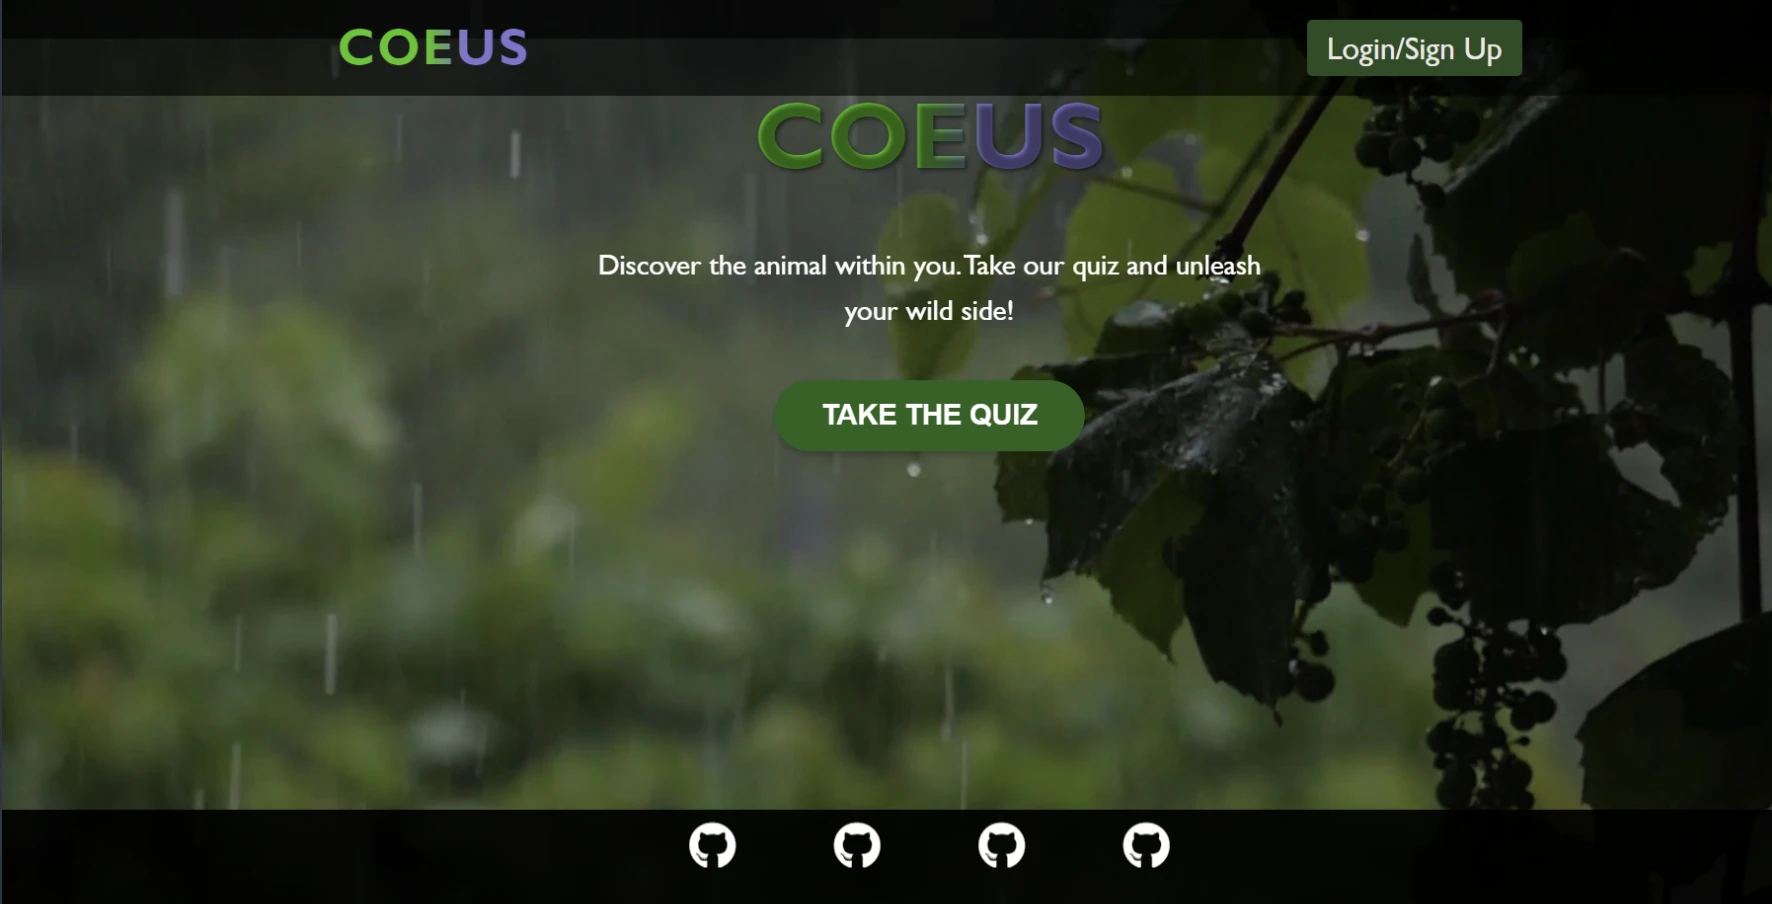 COEUS
Login/Sign Up
COEUS
Discover the animal within you. Take our quiz and unleash
your wild side!
TAKE THE QUIZ